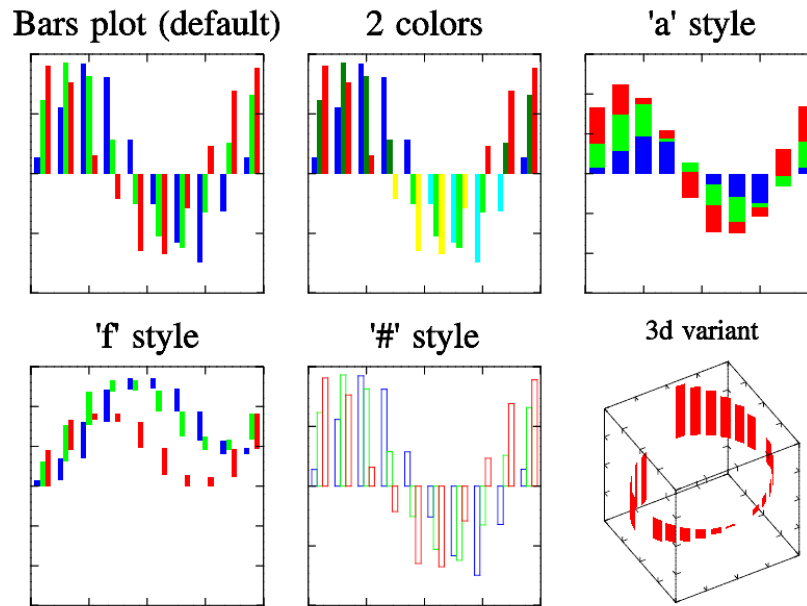 Bars plot (default)
2 colors
'a' style
'f' style
'#' style
3d variant